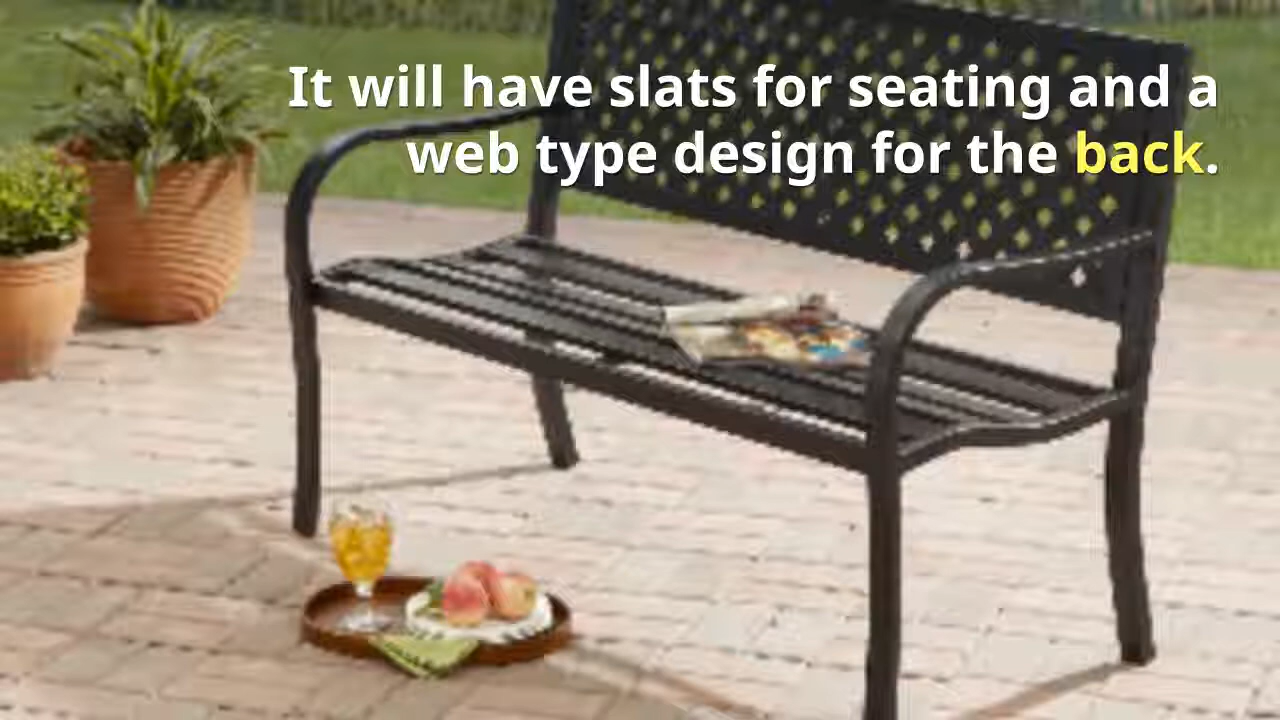 It will have slats for seating and a
web type design for the back.